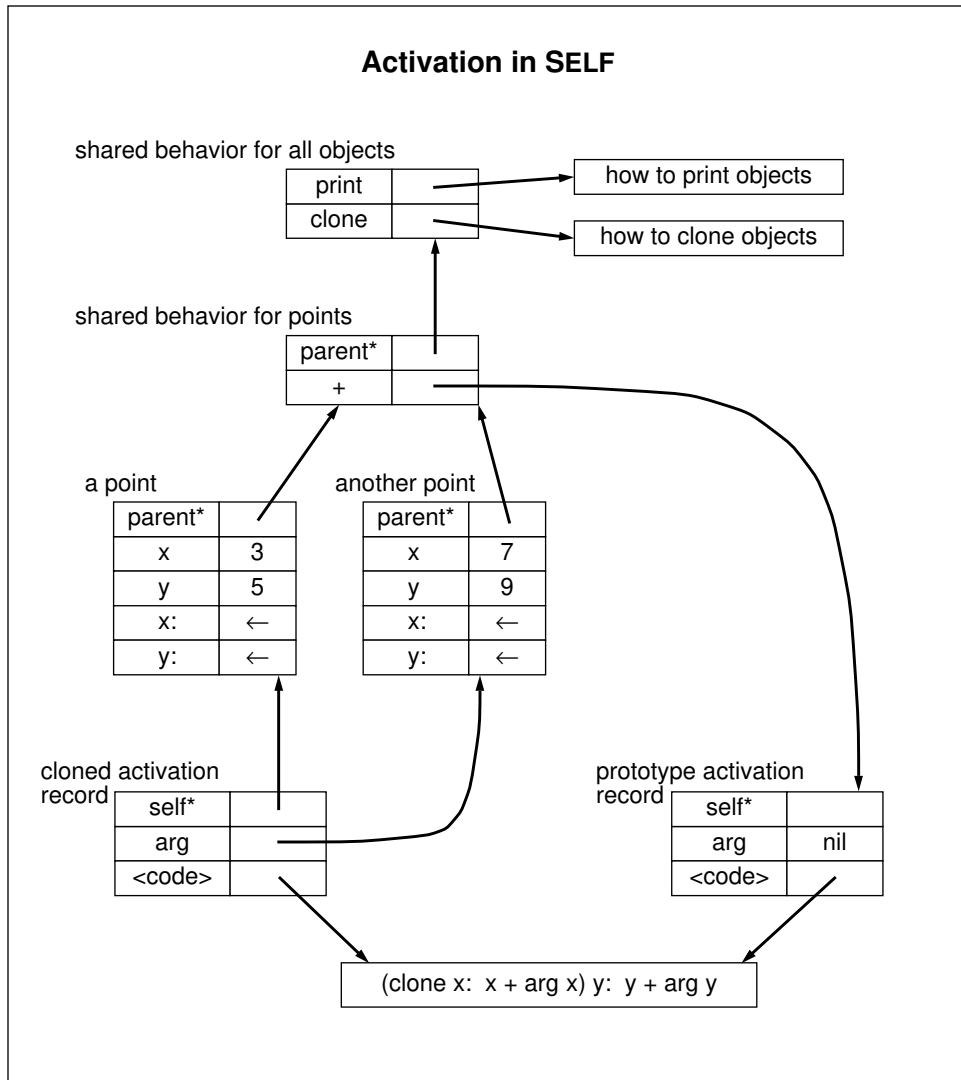 Activation in SELF
shared behavior for all objects
print
how to print objects
clone
how to clone objects
shared behavior for points
parent*
+
a point
parent*
x 3
y 5
x: ←
y: ←
another point
parent*
x 7
y 9
x: ←
y: ←
cloned activation
record
self*
arg
<code>
prototype activation
record
self*
arg nil
<code>
(clone x: x + arg x) y: y + arg y